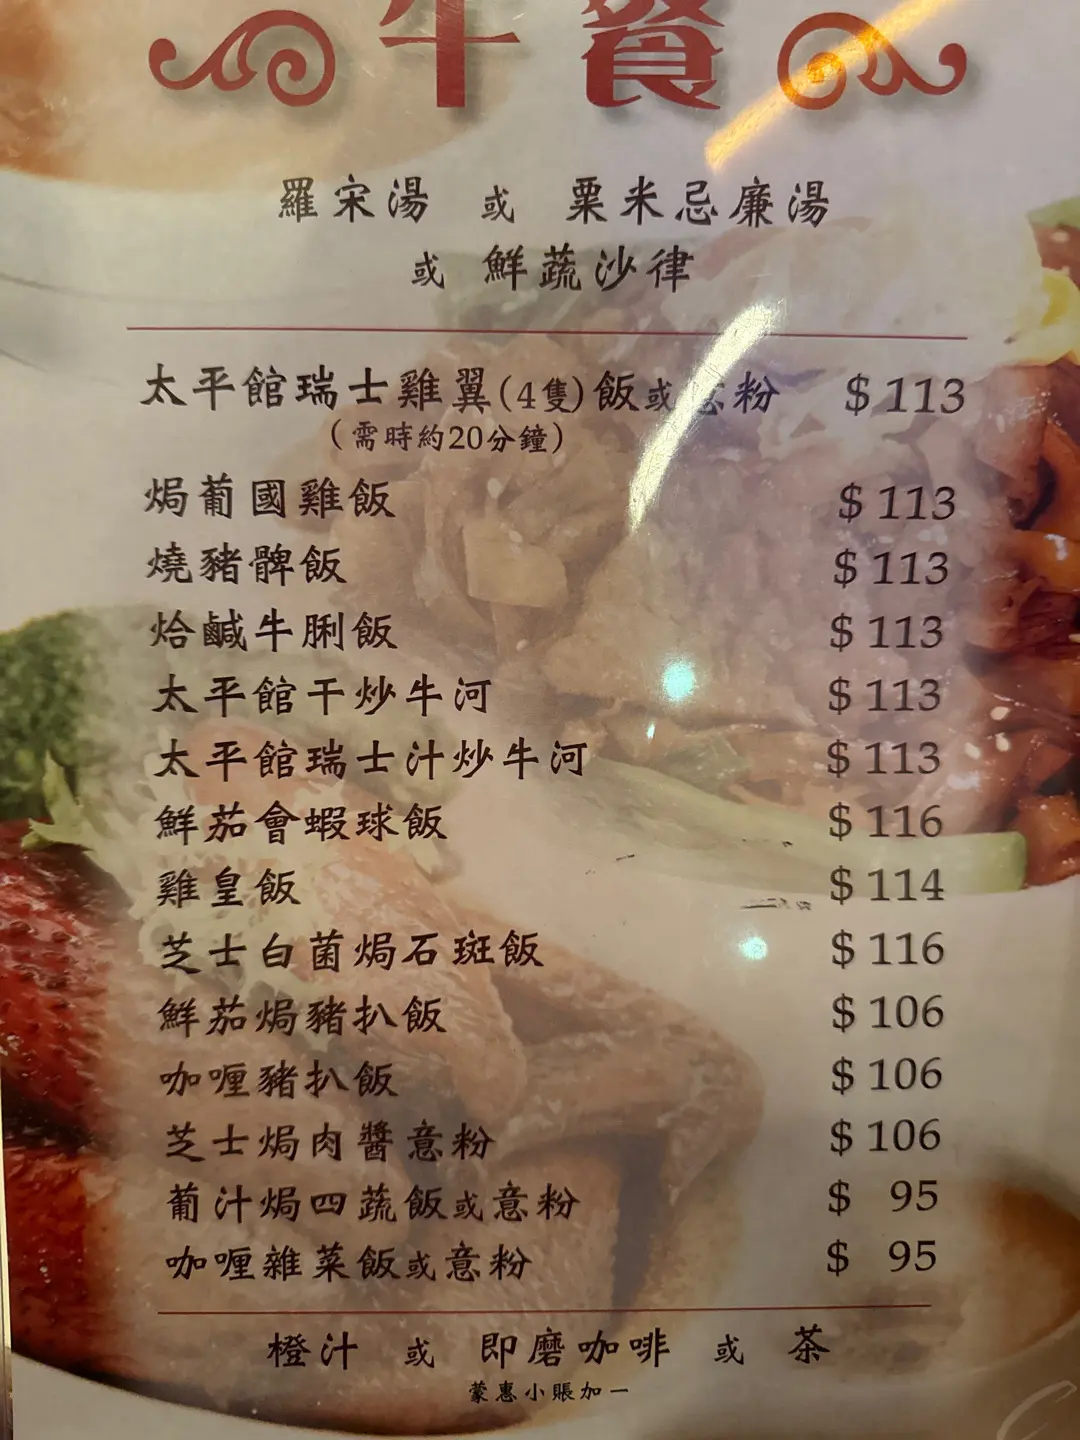 午餐
羅宋湯 或 粟米忌廉湯
或 鮮蔬沙律
太平館瑞士雞翼(4隻)飯或意粉 $113
(需時約20分鐘)
焗葡國雞飯 $113
燒豬髀飯 $113
烚鹹牛脷飯 $113
太平館干炒牛河 $113
太平館瑞士汁炒牛河 $113
鮮茄會蝦球飯 $116
雞皇飯 $114
芝士白菌焗石斑飯 $116
鮮茄焗豬扒飯 $106
咖喱豬扒飯 $106
芝士焗肉醬意粉 $106
葡汁焗四蔬飯或意粉 $ 95
咖喱雜菜飯或意粉 $ 95
橙汁 或 即磨咖啡 或 茶
蒙惠小賬加一